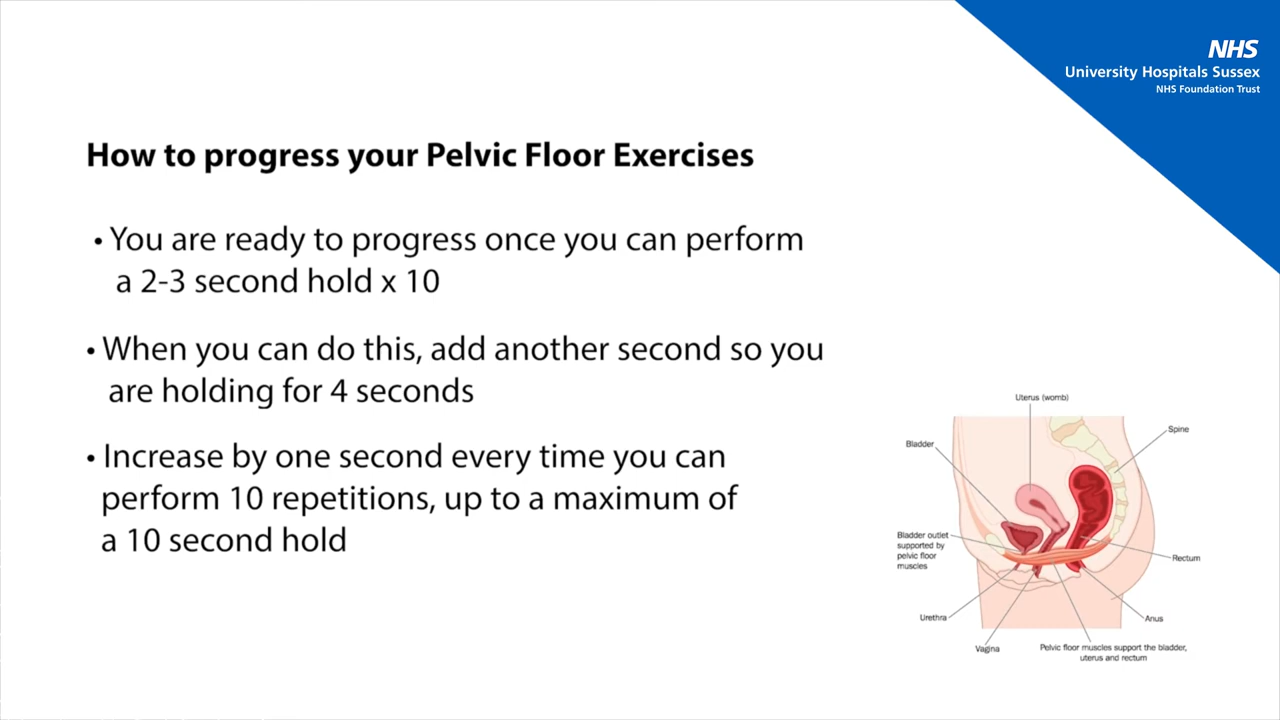 NHS
University Hospitals Sussex
NHS Foundation Trust
How to progress your Pelvic Floor Exercises
• You are ready to progress once you can perform
a 2-3 second hold x 10
• When you can do this, add another second so you
are holding for 4 seconds
• Increase by one second every time you can
perform 10 repetitions, up to a maximum of
a 10 second hold
Uterus (womb)
Spine
Bladder
Bladder outlet
supported by
pelvic floor
muscles
Rectum
Urethra
Anus
Vagina
Pelvic floor muscles support the bladder,
uterus and rectum